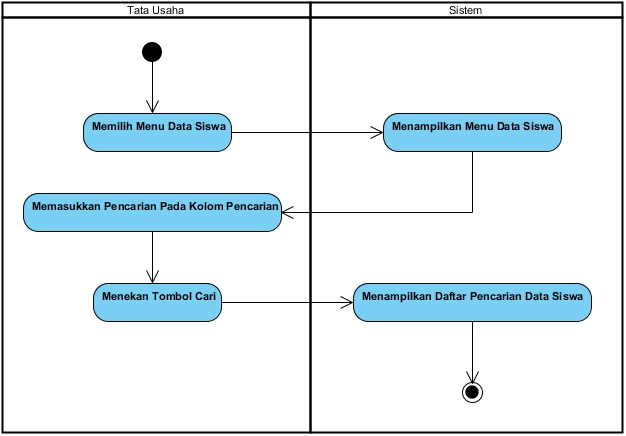 Tata Usaha
Sistem
Memilih Menu Data Siswa
Menampilkan Menu Data Siswa
Memasukkan Pencarian Pada Kolom Pencarian
Menekan Tombol Cari
Menampilkan Daftar Pencarian Data Siswa